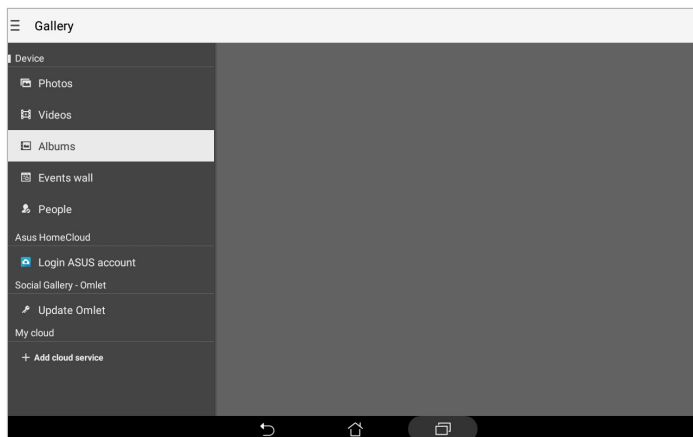 Gallery
Device
Photos
Videos
Albums
Events wall
People
Asus HomeCloud
Login ASUS account
Social Gallery - Omlet
Update Omlet
My cloud
+ Add cloud service